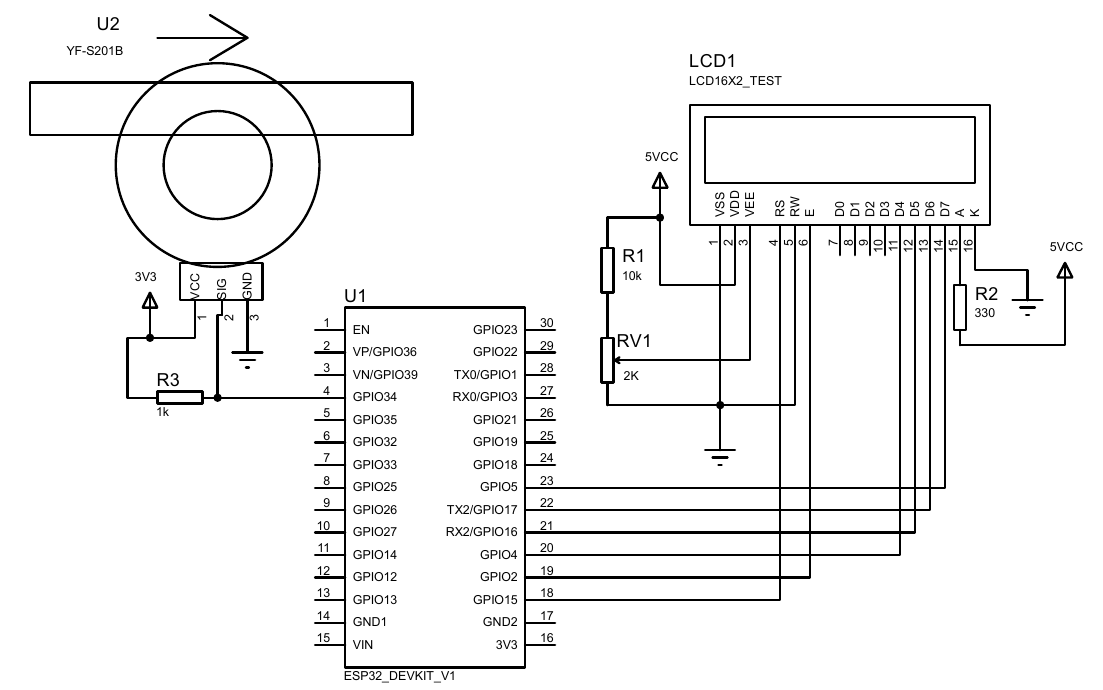 U2
YF-S201B
VCC
SIG
GND
1
2
3
3V3
R3
1k
LCD1
LCD16X2_TEST
5VCC
VSS
VDD
VEE
RS
RW
E
D0
D1
D2
D3
D4
D5
D6
D7
A
K
1
2
3
4
5
6
7
8
9
10
11
12
13
14
15
16
R1
10k
RV1
2K
R2
330
5VCC
U1
1 EN GPIO23 30
2 VP/GPIO36 GPIO22 29
3 VN/GPIO39 TX0/GPIO1 28
4 GPIO34 RX0/GPIO3 27
5 GPIO35 GPIO21 26
6 GPIO32 GPIO19 25
7 GPIO33 GPIO18 24
8 GPIO25 GPIO5 23
9 GPIO26 TX2/GPIO17 22
10 GPIO27 RX2/GPIO16 21
11 GPIO14 GPIO4 20
12 GPIO12 GPIO2 19
13 GPIO13 GPIO15 18
14 GND1 GND2 17
15 VIN 3V3 16
ESP32_DEVKIT_V1